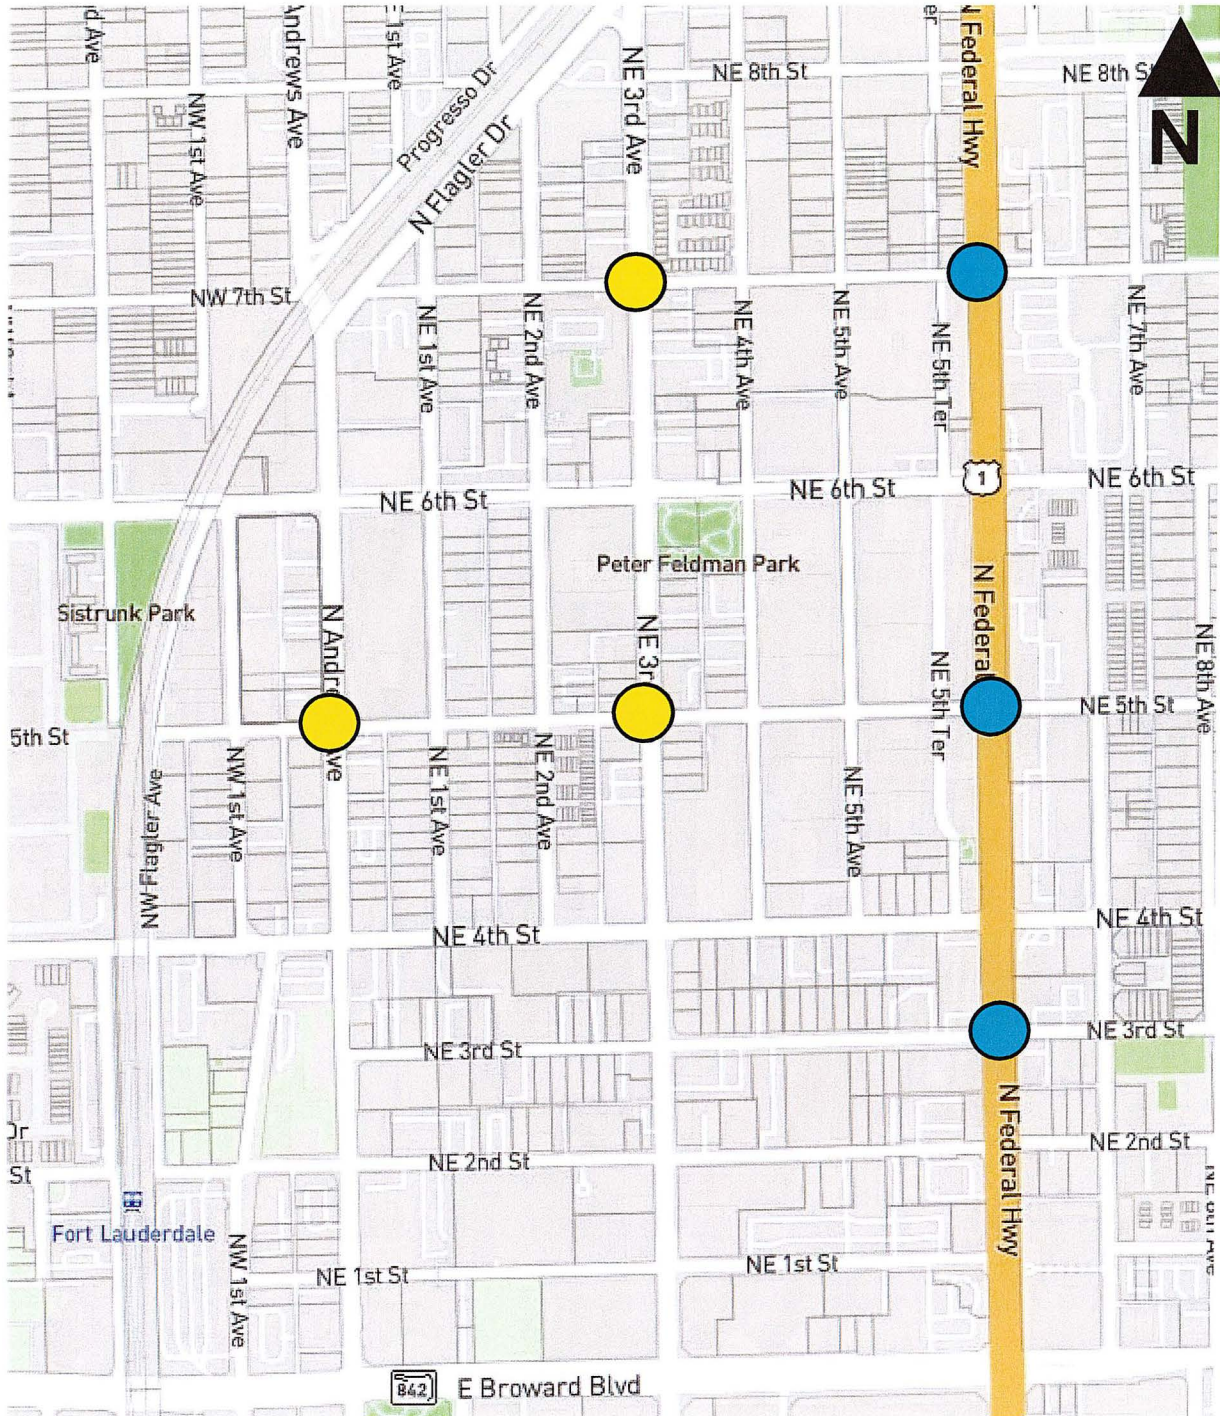 d Ave
Andrews Ave
E 1st Ave
Progresso Dr
N Flagler Dr
NE 3rd Ave
NE 8th St
er
N Federal Hwy
NE 8th St
N
NW 1st Ave
NW 7th St
NE 1st Ave
NE 2nd Ave
NE 4th Ave
NE 5th Ave
NE 5th Ter
NE 7th Ave
NE 6th St
NE 6th St
1
NE 6th St
Peter Feldman Park
Sistrunk Park
N Andre
Ave
NE 3r
N Federal
NE 5th Ter
NE 8th Ave
5th St
NE 5th St
NW Flagler Ave
NW 1st Ave
NE 1st Ave
NE 2nd Ave
NE 5th Ave
NE 4th St
NE 4th St
NE 3rd St
NE 3rd St
Dr
St
NE 2nd St
NE 2nd St
N Federal Hwy
Fort Lauderdale
NW 1st Ave
NE 1st St
NE 1st St
842
E Broward Blvd